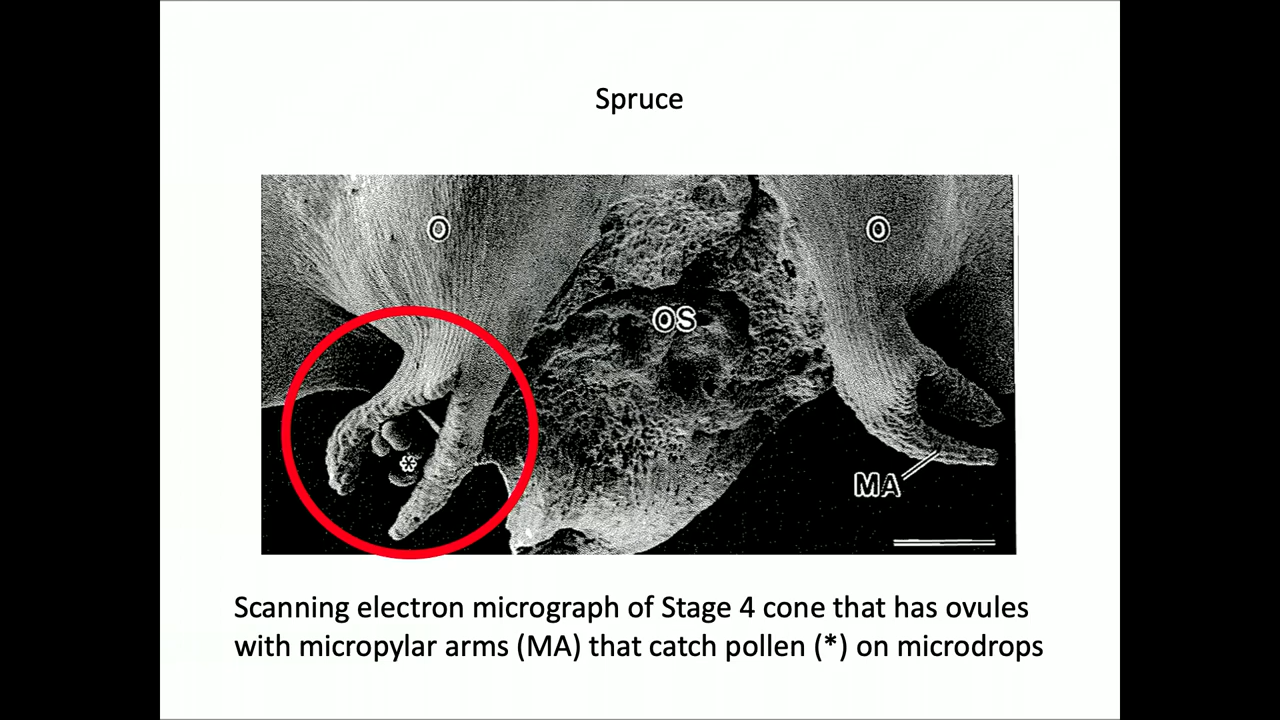 Spruce
O
O
OS
*
MA
Scanning electron micrograph of Stage 4 cone that has ovules
with micropylar arms (MA) that catch pollen (*) on microdrops